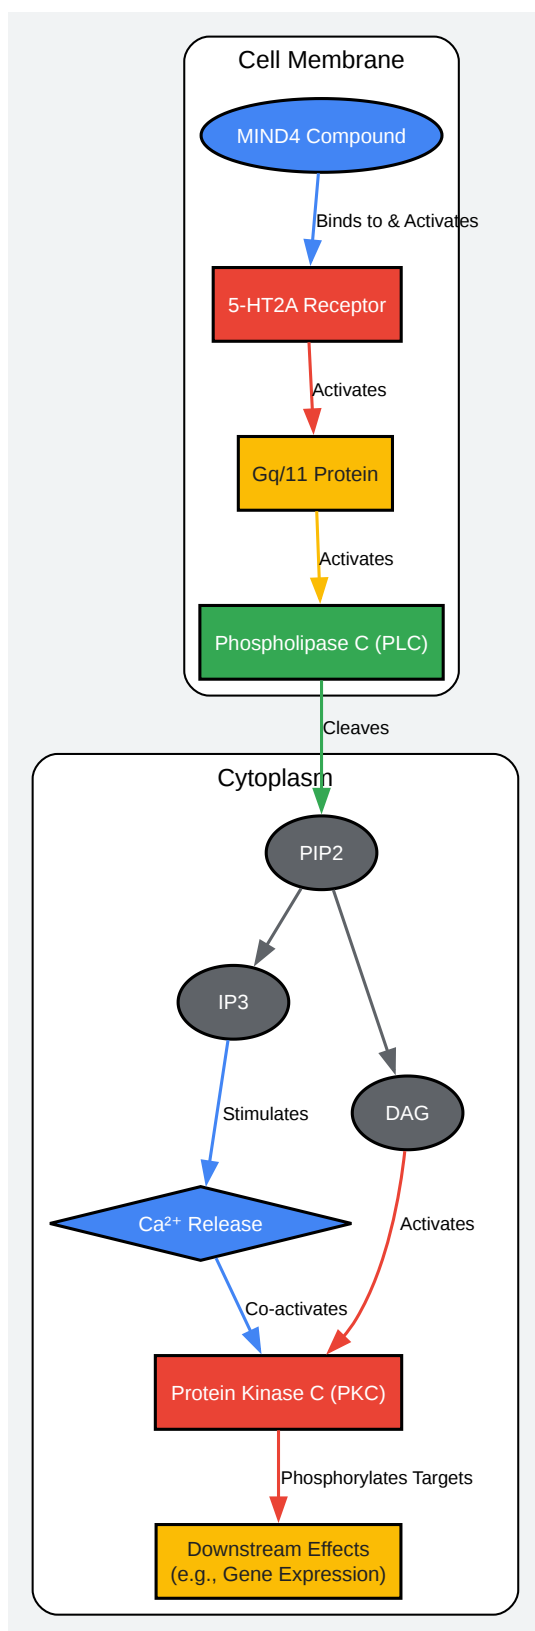 Cell Membrane
MIND4 Compound
Binds to & Activates
5-HT2A Receptor
Activates
Gq/11 Protein
Activates
Phospholipase C (PLC)
Cleaves
Cytoplasm
PIP2
IP3
DAG
Stimulates
Ca²⁺ Release
Activates
Co-activates
Protein Kinase C (PKC)
Phosphorylates Targets
Downstream Effects
(e.g., Gene Expression)